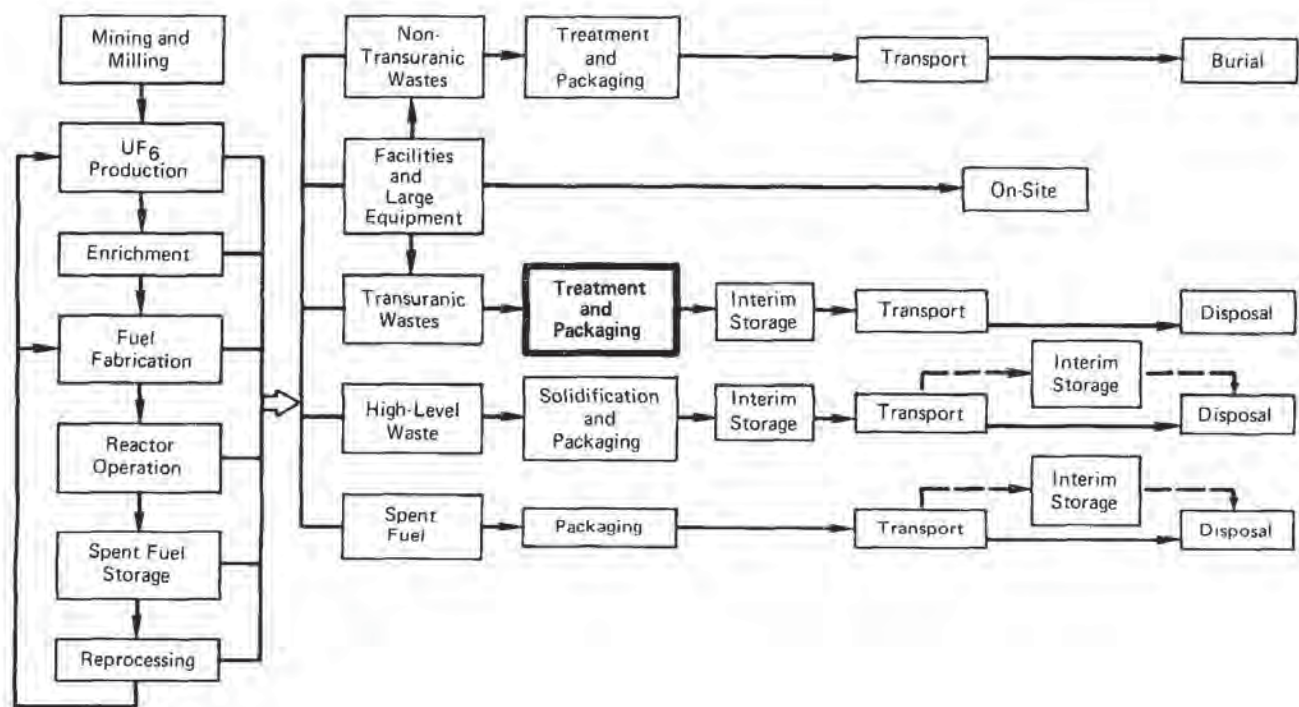 Mining and
Milling
UF6
Production
Enrichment
Fuel
Fabrication
Reactor
Operation
Spent Fuel
Storage
Reprocessing
Non-
Transuranic
Wastes
Treatment
and
Packaging
Transport
Burial
Facilities
and
Large
Equipment
On-Site
Transuranic
Wastes
Treatment
and
Packaging
Interim
Storage
Transport
Disposal
High-Level
Waste
Solidification
and
Packaging
Interim
Storage
Transport
Interim
Storage
Disposal
Spent
Fuel
Packaging
Transport
Interim
Storage
Disposal